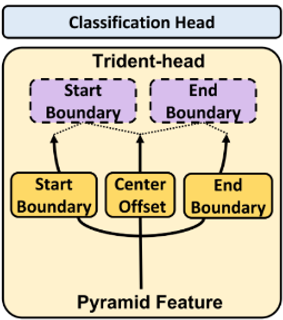 Classification Head
Trident-head
Start
Boundary
End
Boundary
Start
Boundary
Center
Offset
End
Boundary
Pyramid Feature